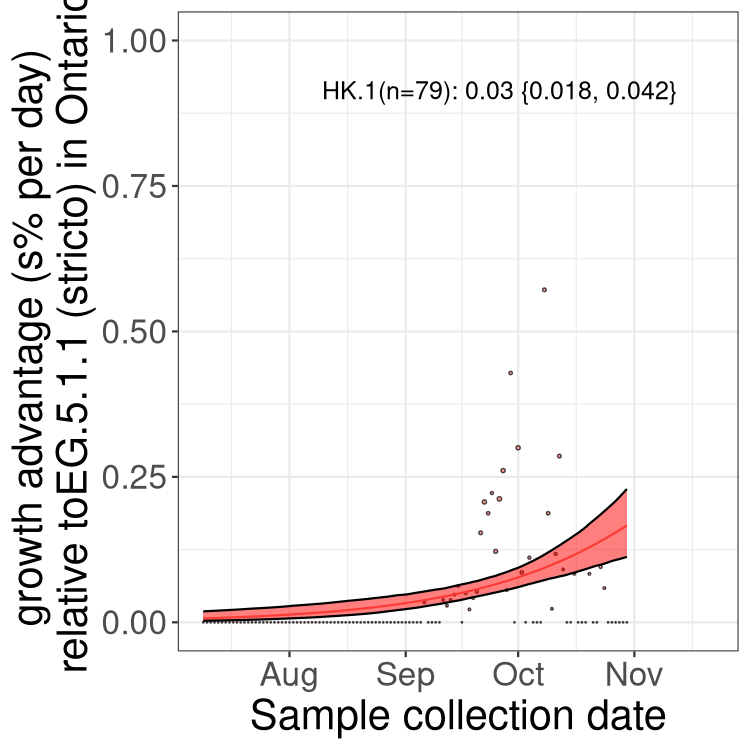 growth advantage (s% per day)
relative toEG.5.1.1 (stricto) in Ontario
1.00
0.75
0.50
0.25
0.00
HK.1(n=79): 0.03 {0.018, 0.042}
Aug Sep Oct Nov
Sample collection date